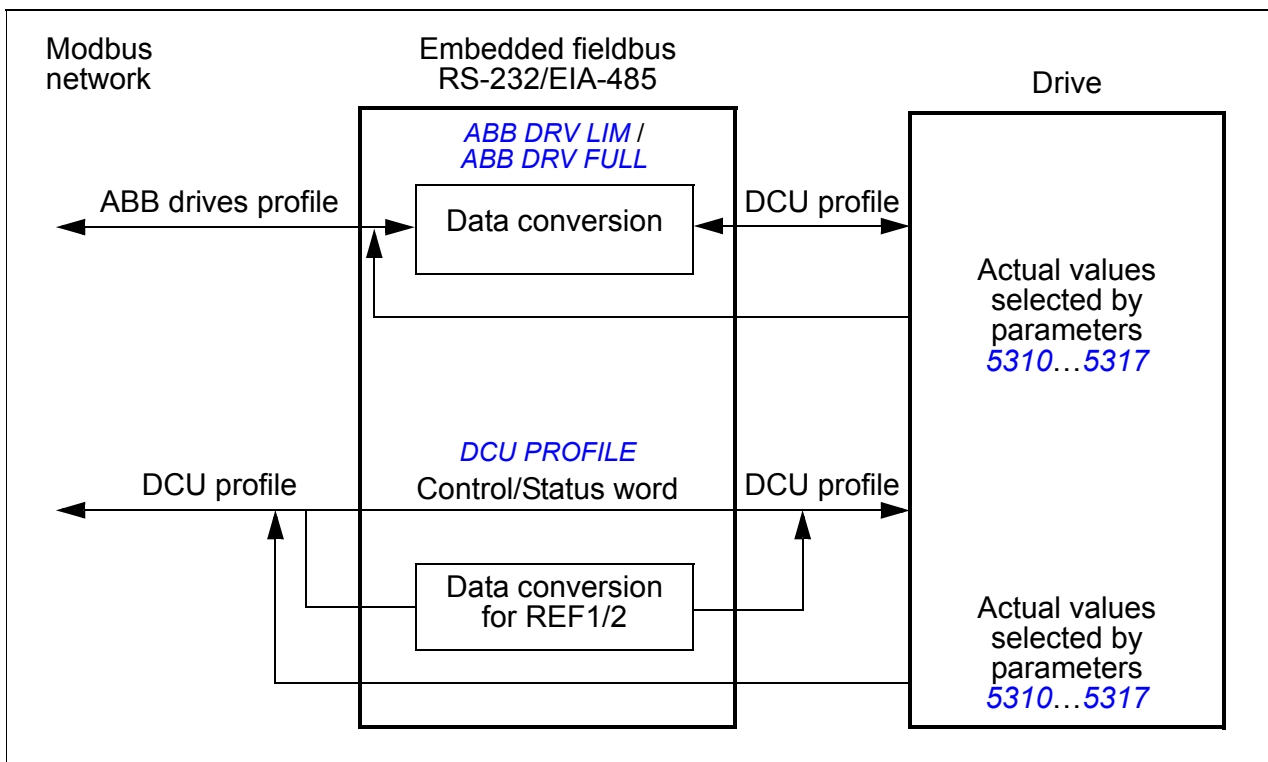 Modbus
network
Embedded fieldbus
RS-232/EIA-485
Drive
ABB DRV LIM /
ABB DRV FULL
ABB drives profile
Data conversion
DCU profile
Actual values
selected by
parameters
5310…5317
DCU PROFILE
DCU profile
Control/Status word
DCU profile
Data conversion
for REF1/2
Actual values
selected by
parameters
5310…5317